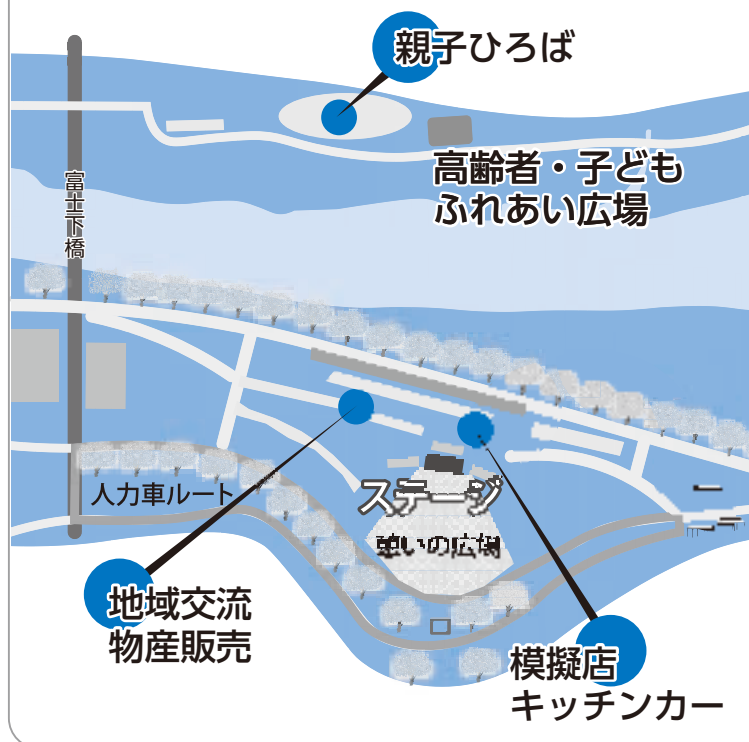 親子ひろば
高齢者・子ども
ふれあい広場
富士下橋
人力車ルート
ステージ
憩いの広場
地域交流
物産販売
模擬店
キッチンカー